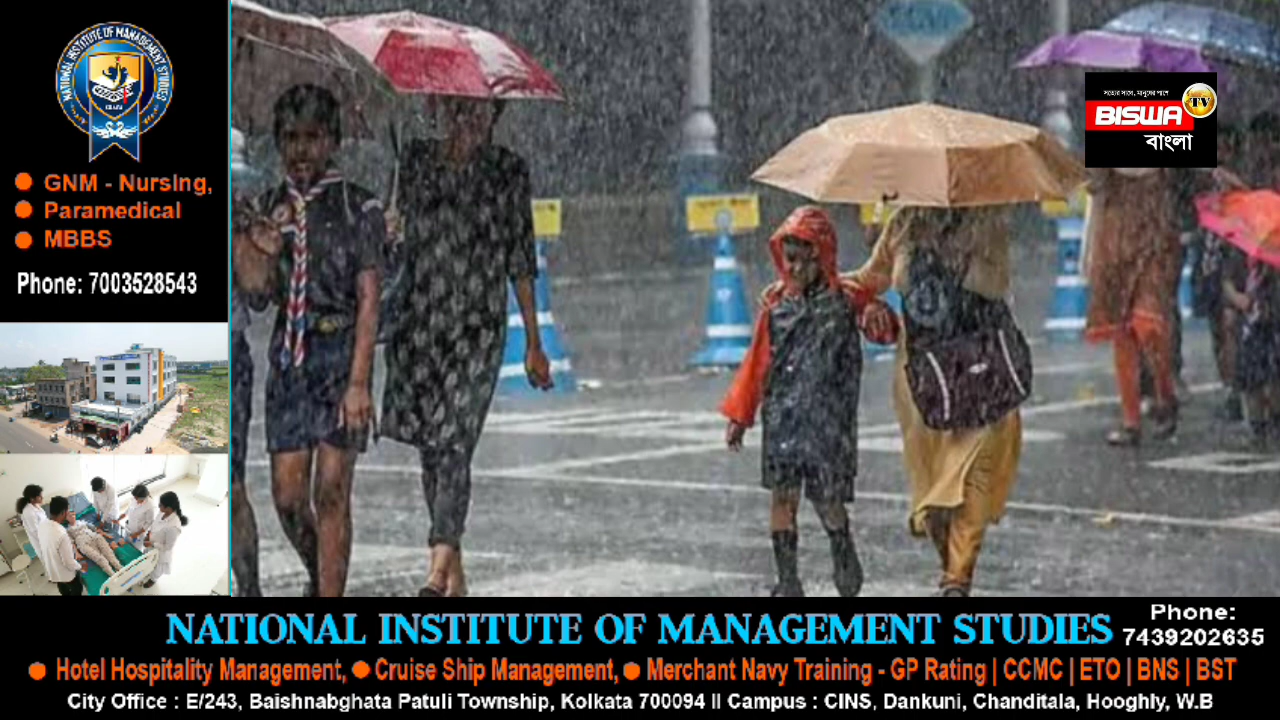 NATIONAL INSTITUTE OF MANAGEMENT STUDIES
GNM - Nursing,
Paramedical
MBBS
Phone: 7003528543
সত্যের সাথে, মানুষের পাশে
BISWA TV
বাংলা
NATIONAL INSTITUTE OF MANAGEMENT STUDIES
Phone:
7439202635
Hotel Hospitality Management, Cruise Ship Management, Merchant Navy Training - GP Rating | CCMC | ETO | BNS | BST
City Office : E/243, Baishnabghata Patuli Township, Kolkata 700094 II Campus : CINS, Dankuni, Chanditala, Hooghly, W.B